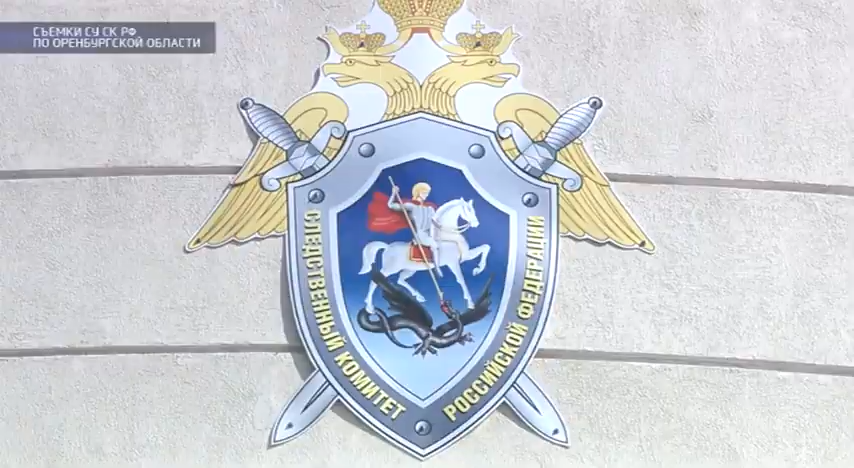 СЪЕМКИ СУ СК РФ
ПО ОРЕНБУРГСКОЙ ОБЛАСТИ
СЛЕДСТВЕННЫЙ КОМИТЕТ
РОССИЙСКОЙ ФЕДЕРАЦИИ